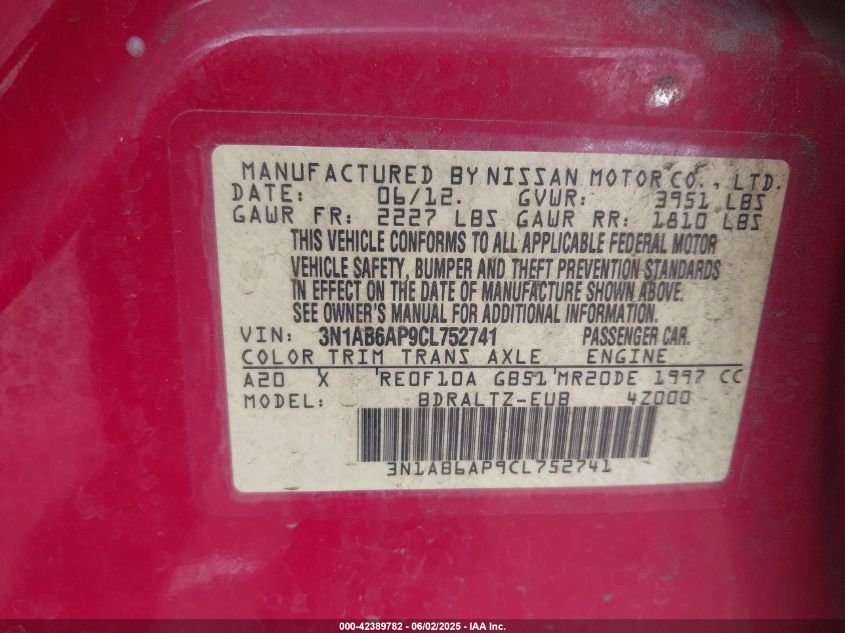 MANUFACTURED BY NISSAN MOTOR CO., LTD.
DATE: 06/12. GVWR: 3951 LBS
GAWR FR: 2227 LBS GAWR RR: 1810 LBS
THIS VEHICLE CONFORMS TO ALL APPLICABLE FEDERAL MOTOR
VEHICLE SAFETY, BUMPER AND THEFT PREVENTION STANDARDS
IN EFFECT ON THE DATE OF MANUFACTURE SHOWN ABOVE.
SEE OWNER'S MANUAL FOR ADDITIONAL INFORMATION.
VIN: 3N1AB6AP9CL752741 PASSENGER CAR.
COLOR TRIM TRANS AXLE ENGINE
A20 X RE0F10A GB51 MR20DE 1997 CC
MODEL: BDRALTZ-EUB 4Z000
3N1AB6AP9CL752741
000-42389782 - 06/02/2025 - IAA Inc.